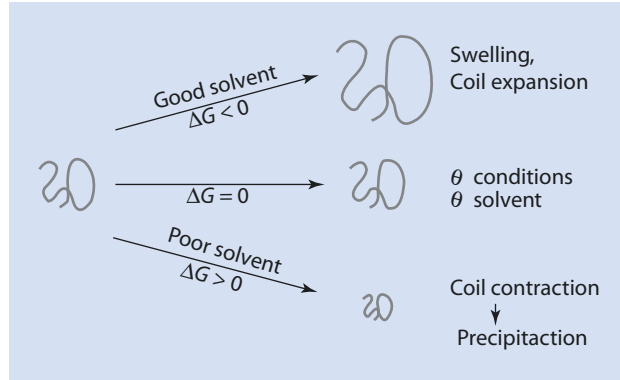 Good solvent
ΔG < 0
Swelling,
Coil expansion
ΔG = 0
θ conditions
θ solvent
Poor solvent
ΔG > 0
Coil contraction
Precipitaction